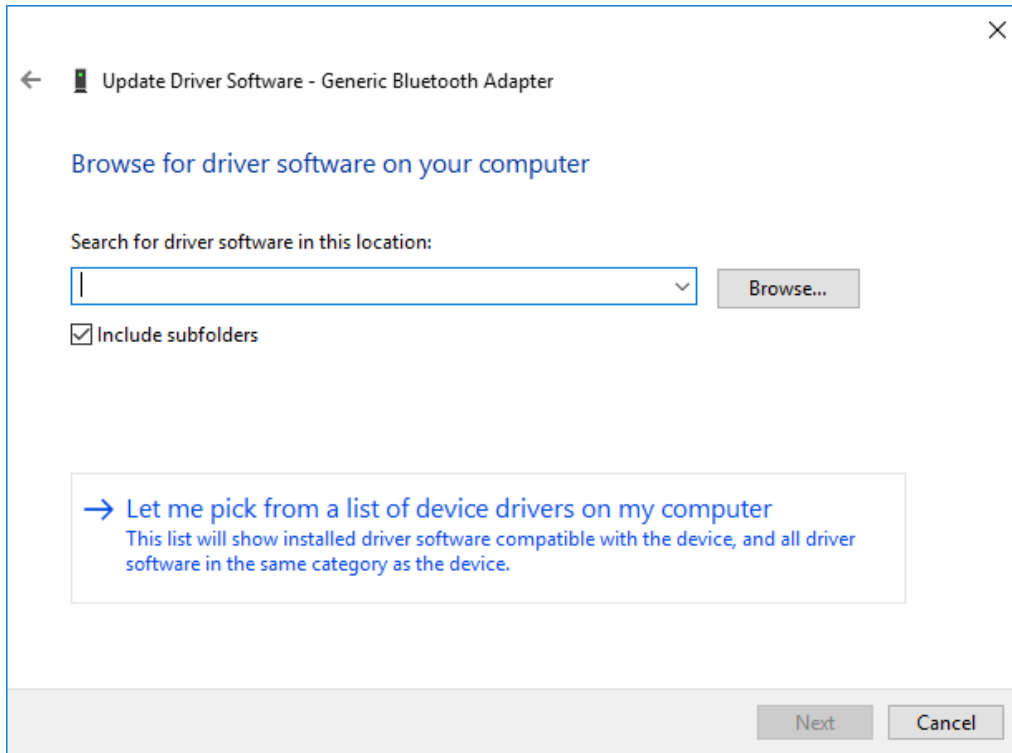 Update Driver Software - Generic Bluetooth Adapter
Browse for driver software on your computer
Search for driver software in this location:
Browse...
Include subfolders
Let me pick from a list of device drivers on my computer
This list will show installed driver software compatible with the device, and all driver
software in the same category as the device.
Next
Cancel